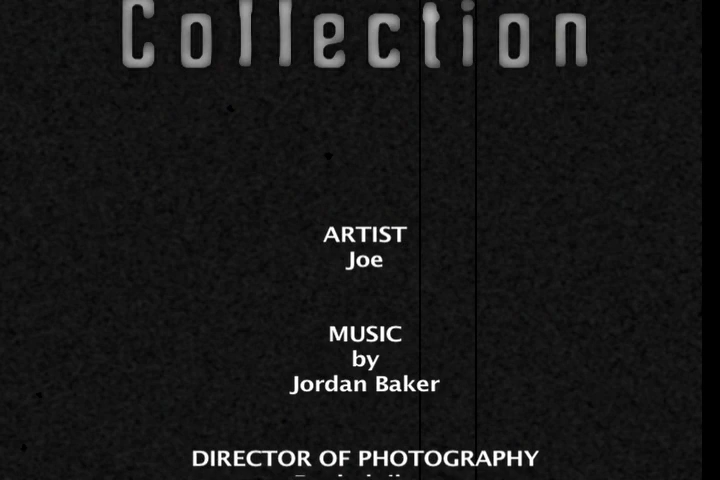 Collection
ARTIST
Joe
MUSIC
by
Jordan Baker
DIRECTOR OF PHOTOGRAPHY